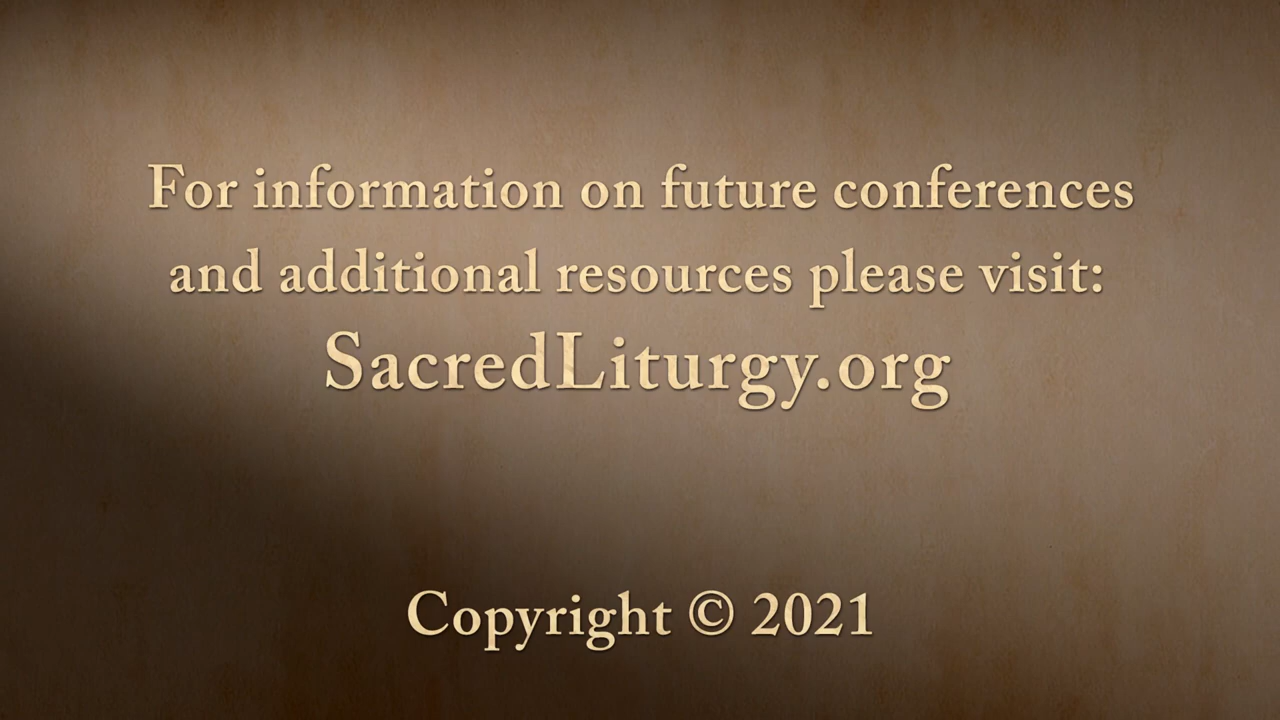 For information on future conferences
and additional resources please visit:
SacredLiturgy.org
Copyright © 2021